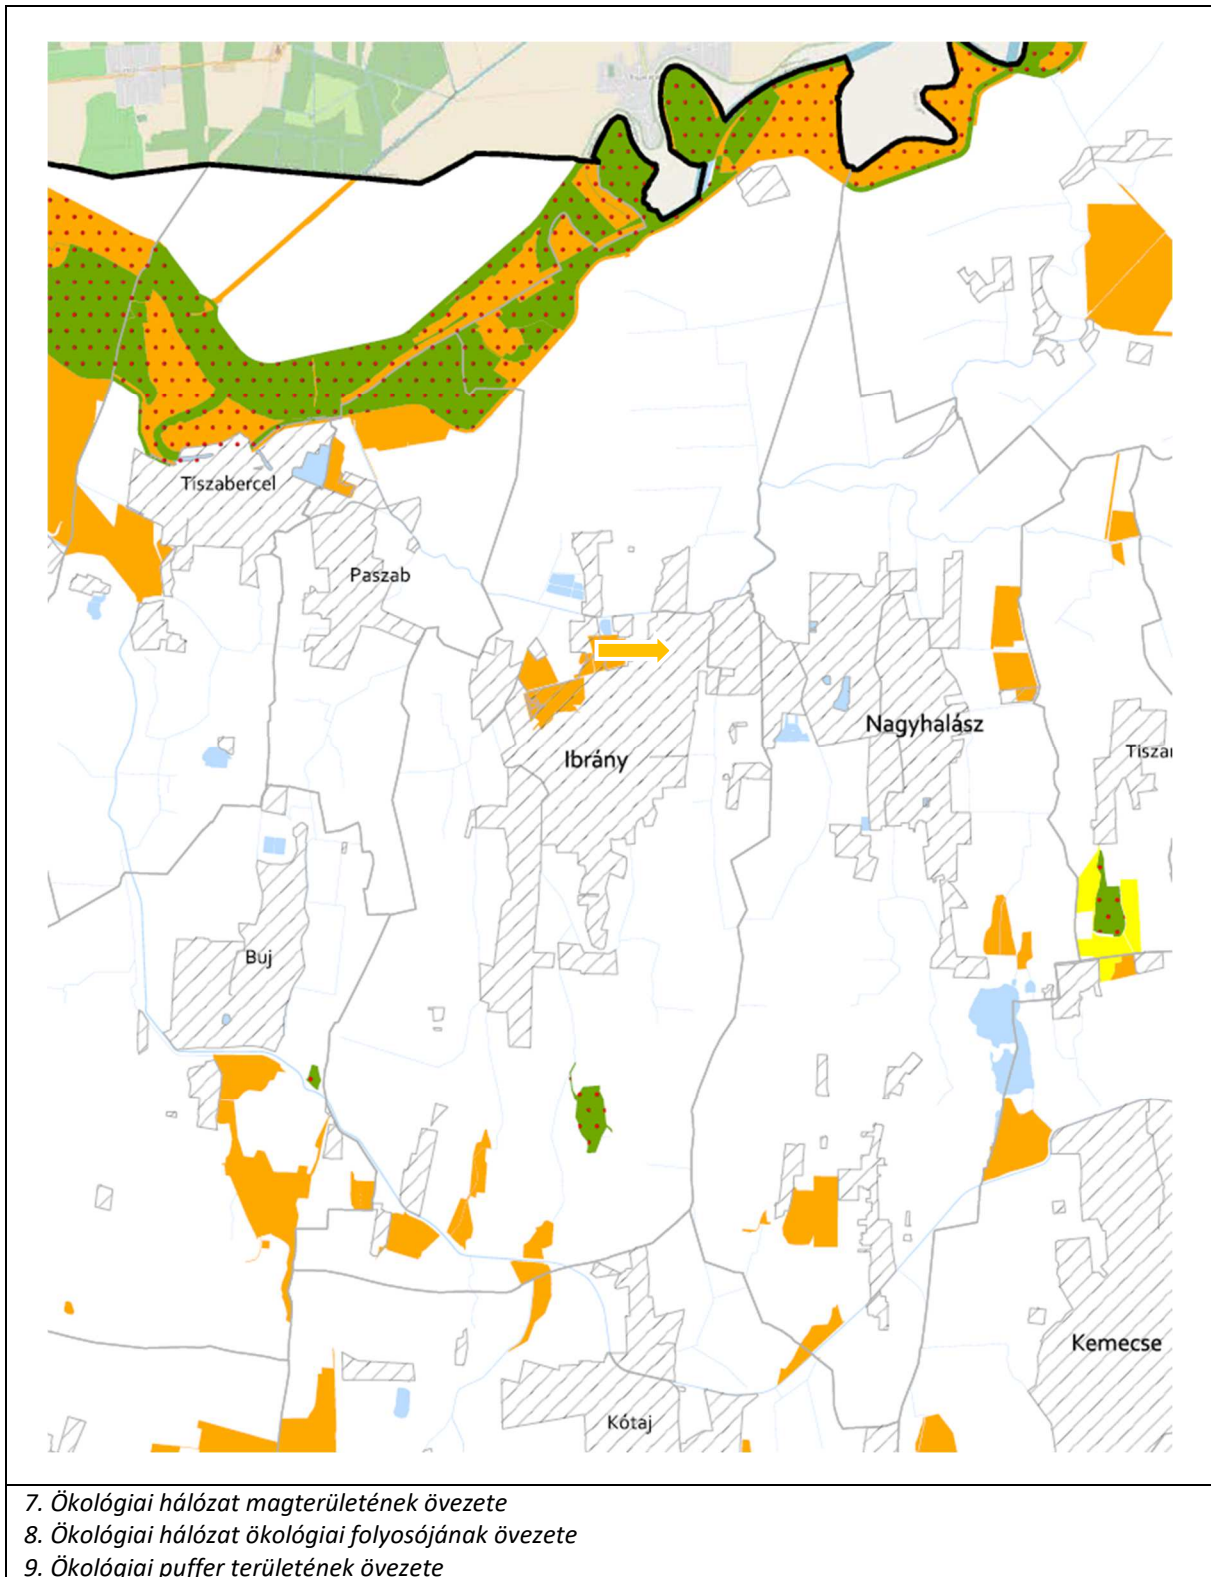 Tiszabercel
Paszab
Ibrány
Nagyhalász
Buj
Kemecse
Kótaj
7. Ökológiai hálózat magterületének övezete
8. Ökológiai hálózat ökológiai folyosójának övezete
9. Ökológiai puffer területének övezete